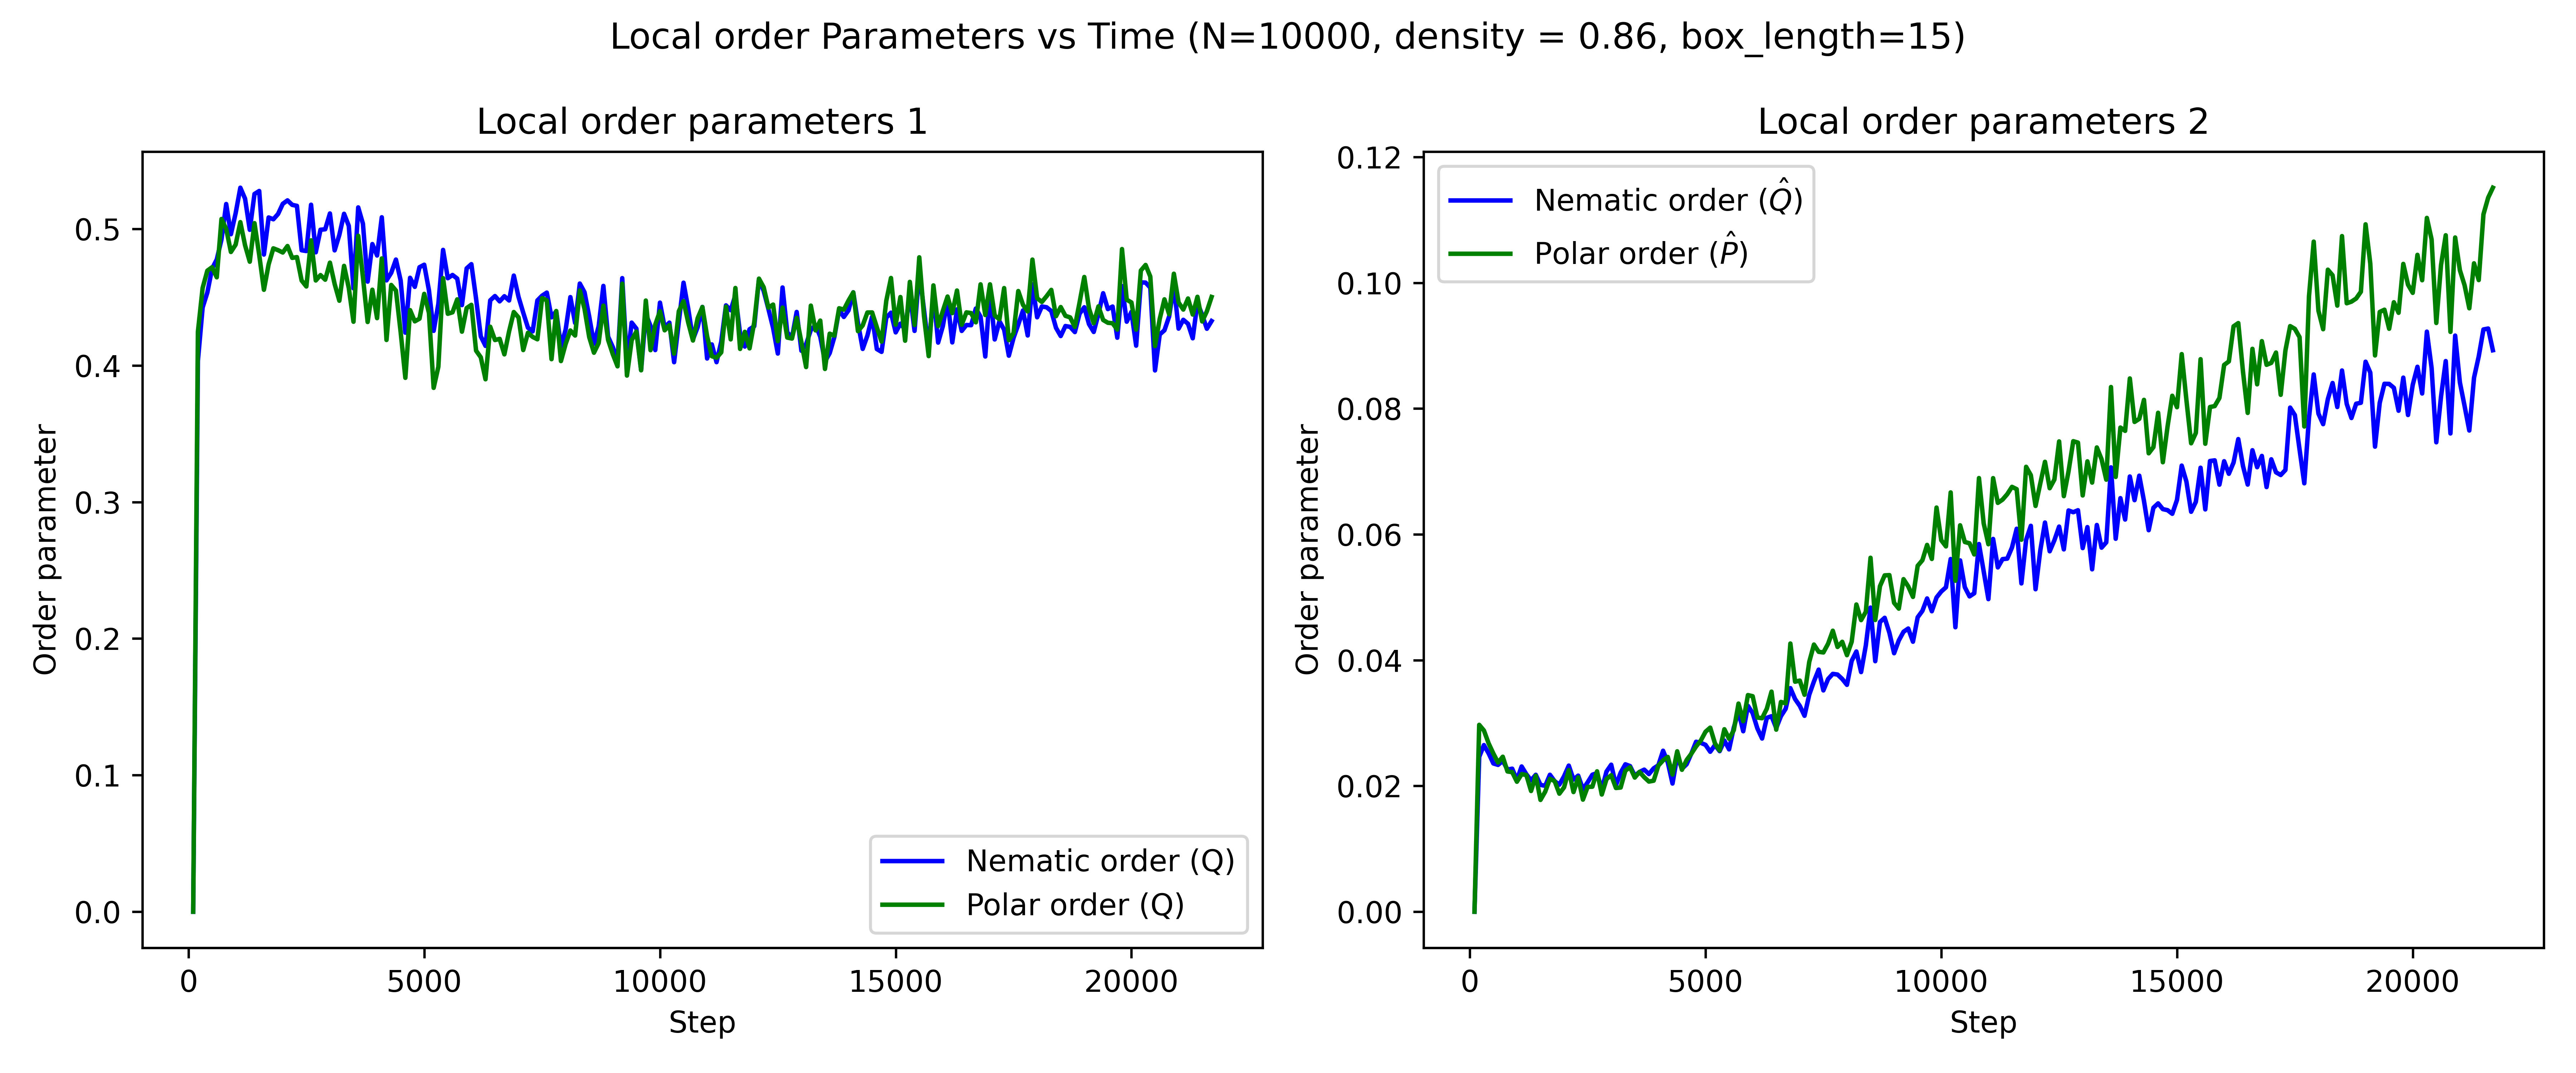 Local order Parameters vs Time (N=10000, density = 0.86, box_length=15)
Local order parameters 1
Order parameter
0.5
0.4
0.3
0.2
0.1
0.0
Nematic order (Q)
Polar order (Q)
0
5000
10000
15000
20000
Step
Local order parameters 2
Order parameter
0.12
0.10
0.08
0.06
0.04
0.02
0.00
Nematic order (Q̂)
Polar order (P̂)
0
5000
10000
15000
20000
Step